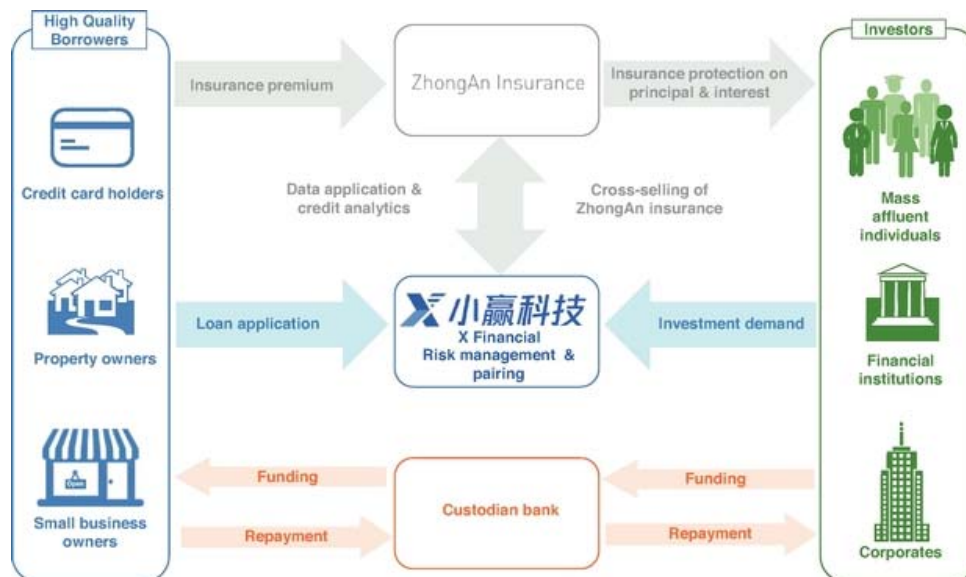 High Quality
Borrowers
Credit card holders
Property owners
Open
Small business
owners
Insurance premium
ZhongAn Insurance
Insurance protection on
principal & interest
Data application &
credit analytics
Cross-selling of
ZhongAn insurance
Loan application
X 小赢科技
X Financial
Risk management &
pairing
Investment demand
Funding
Repayment
Custodian bank
Funding
Repayment
Investors
Mass
affluent
individuals
Financial
institutions
Corporates